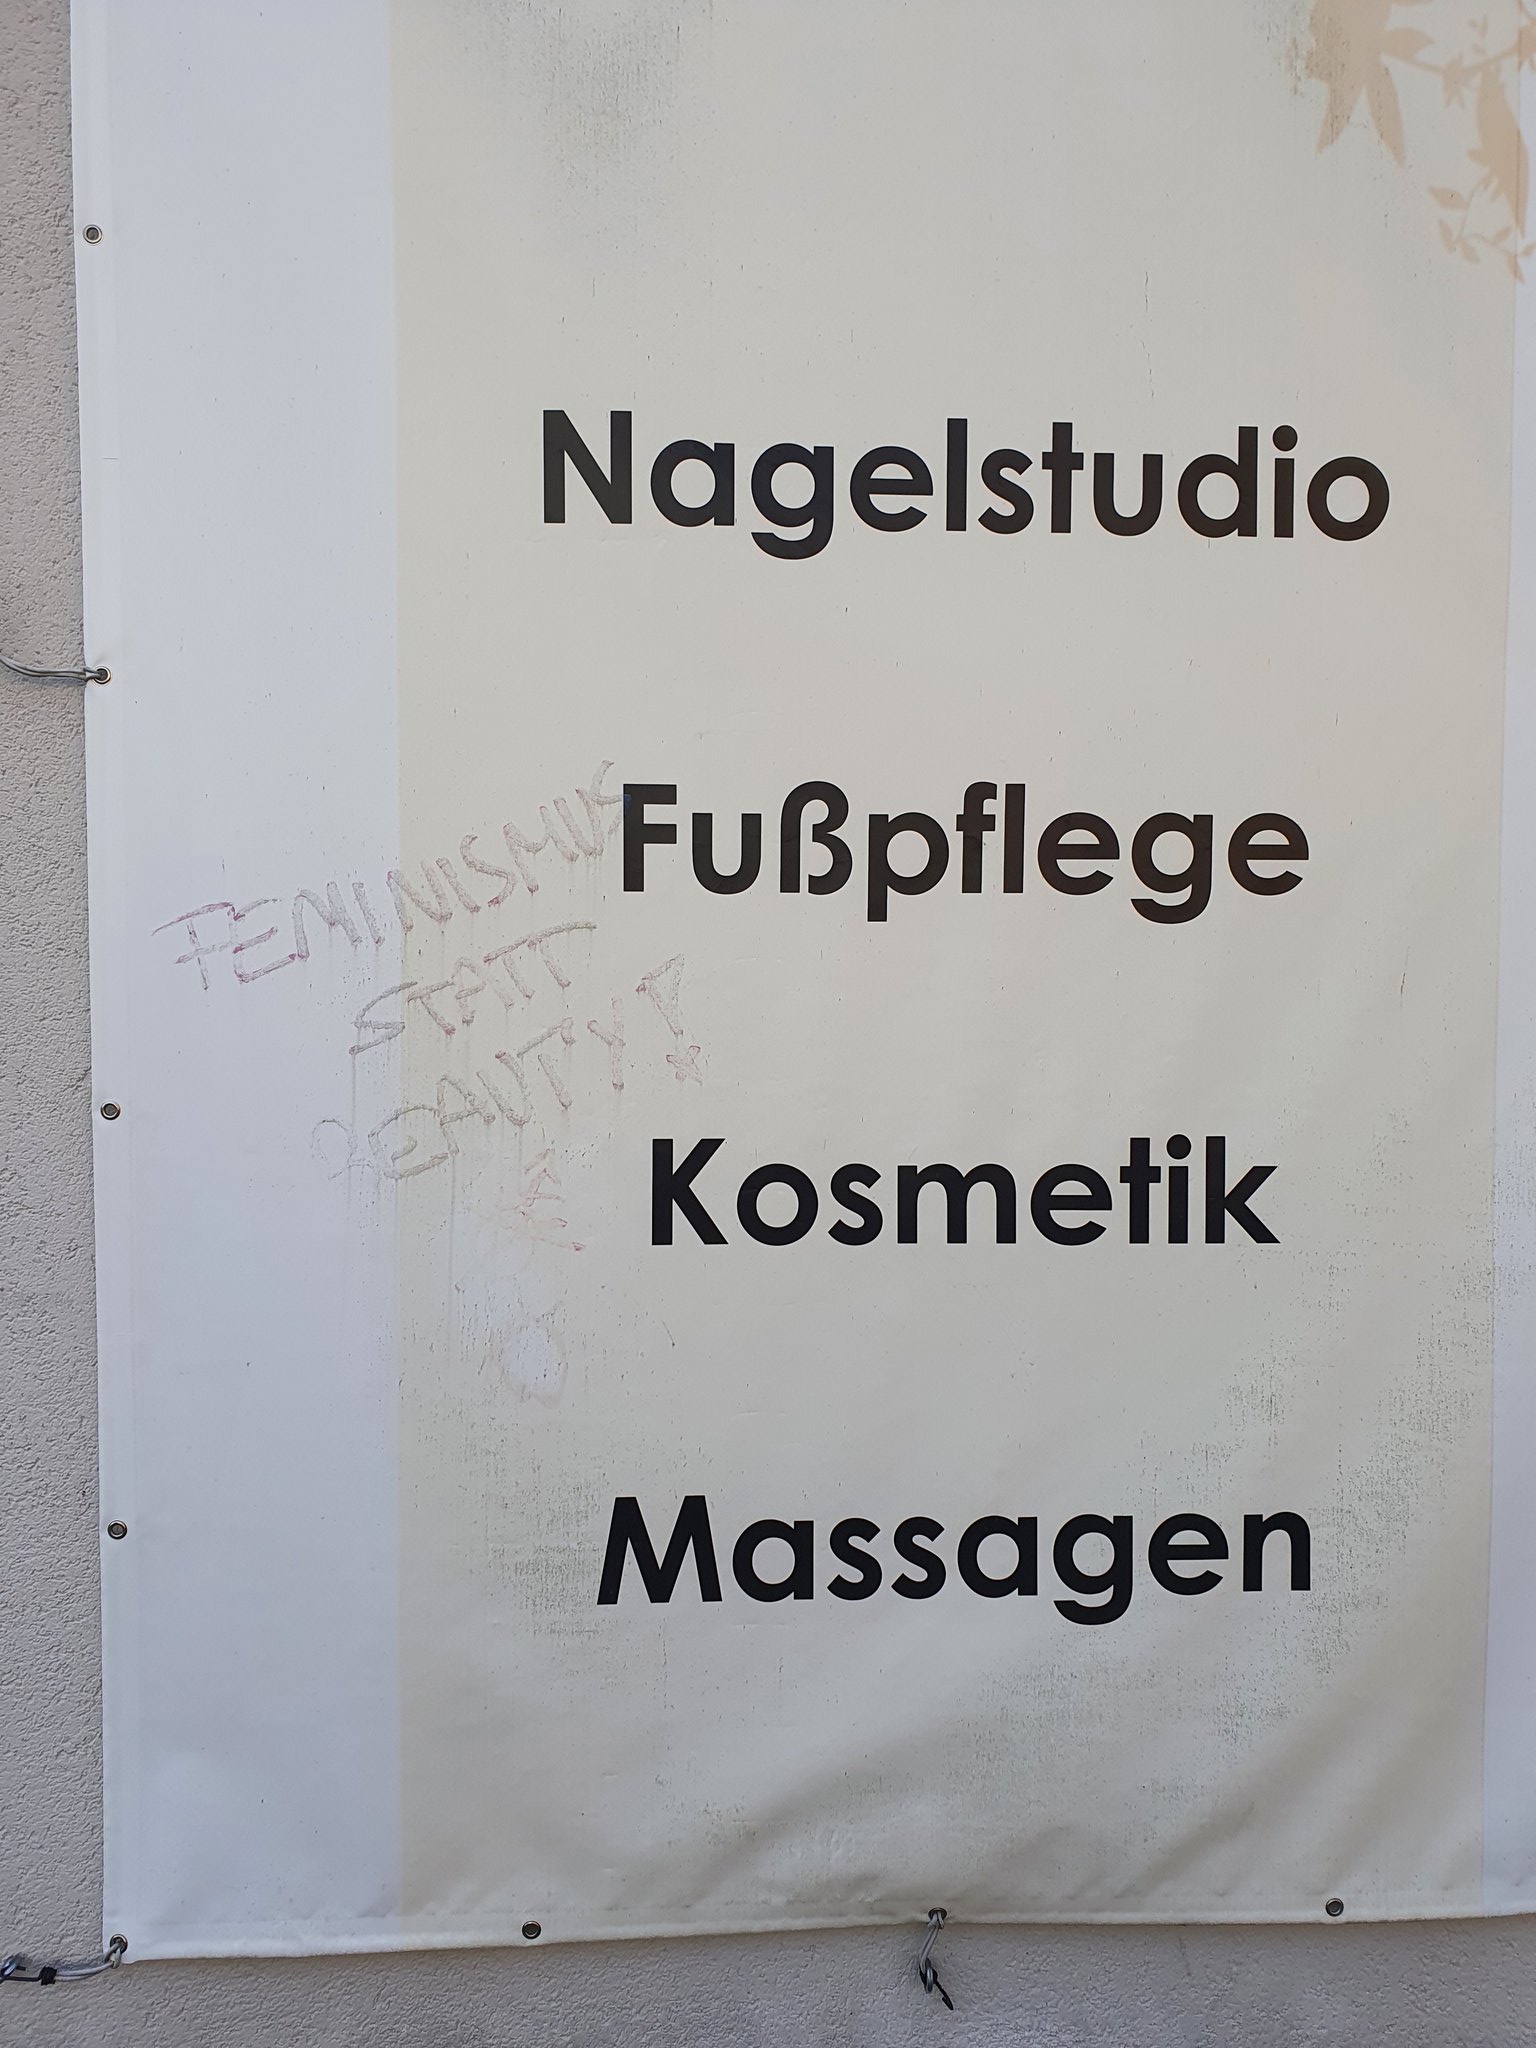 Nagelstudio
Fußpflege
FEMINISMUS
STATT
BEAUTY!
Kosmetik
Massagen